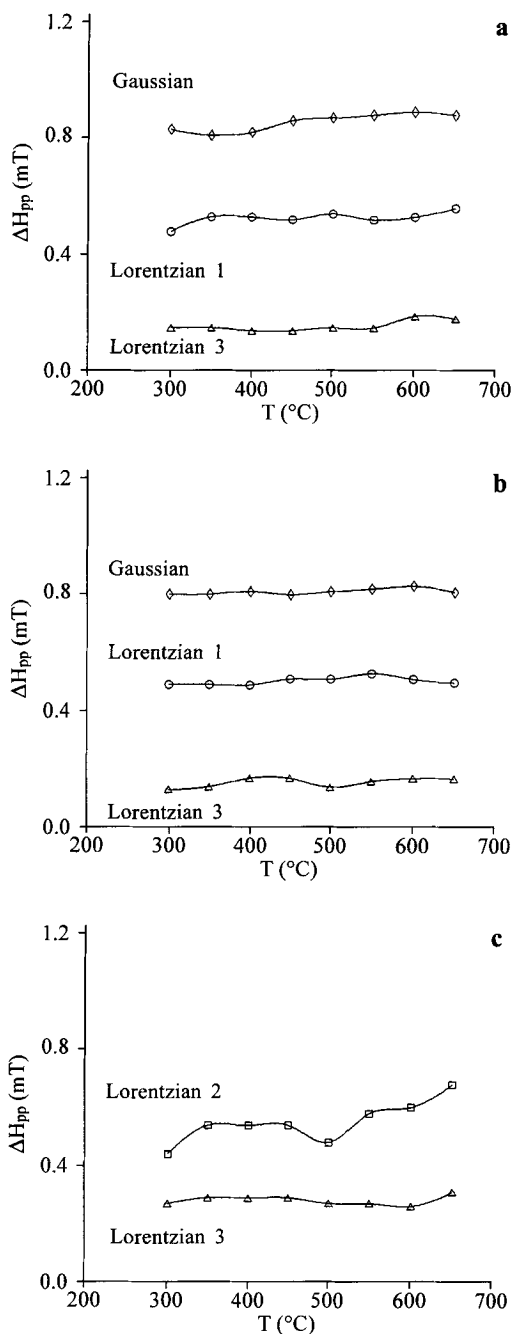 a
1.2
Gaussian
0.8
ΔHpp (mT)
0.4
Lorentzian 1
Lorentzian 3
0.0
200 300 400 500 600 700
T (°C)
b
1.2
Gaussian
0.8
Lorentzian 1
ΔHpp (mT)
0.4
Lorentzian 3
0.0
200 300 400 500 600 700
T (°C)
c
1.2
0.8
Lorentzian 2
ΔHpp (mT)
0.4
Lorentzian 3
0.0
200 300 400 500 600 700
T (°C)